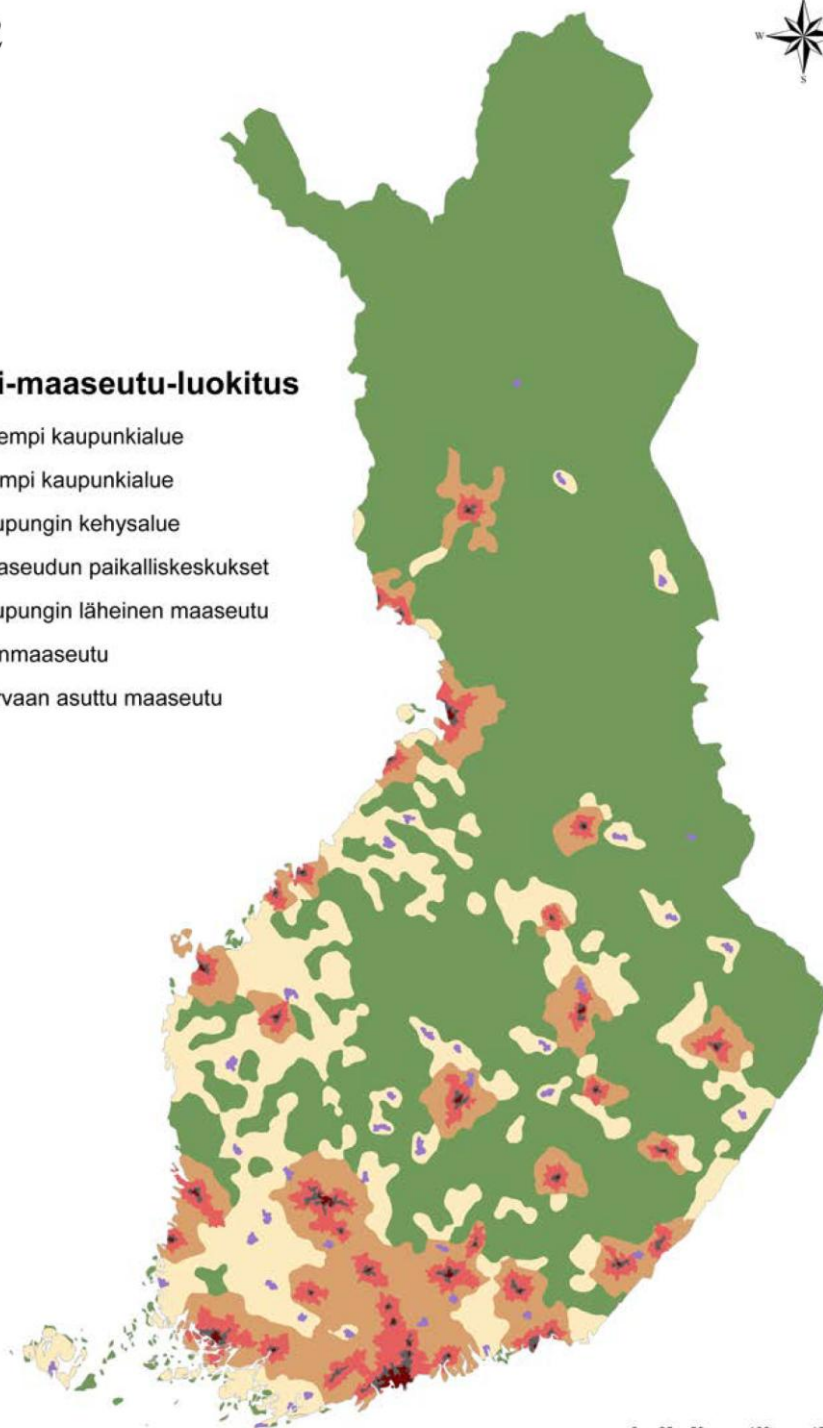 W
S
i-maaseutu-luokitus
empi kaupunkialue
mpi kaupunkialue
upungin kehysalue
aseudun paikalliskeskukset
upungin läheinen maaseutu
nmaaseutu
rvaan asuttu maaseutu